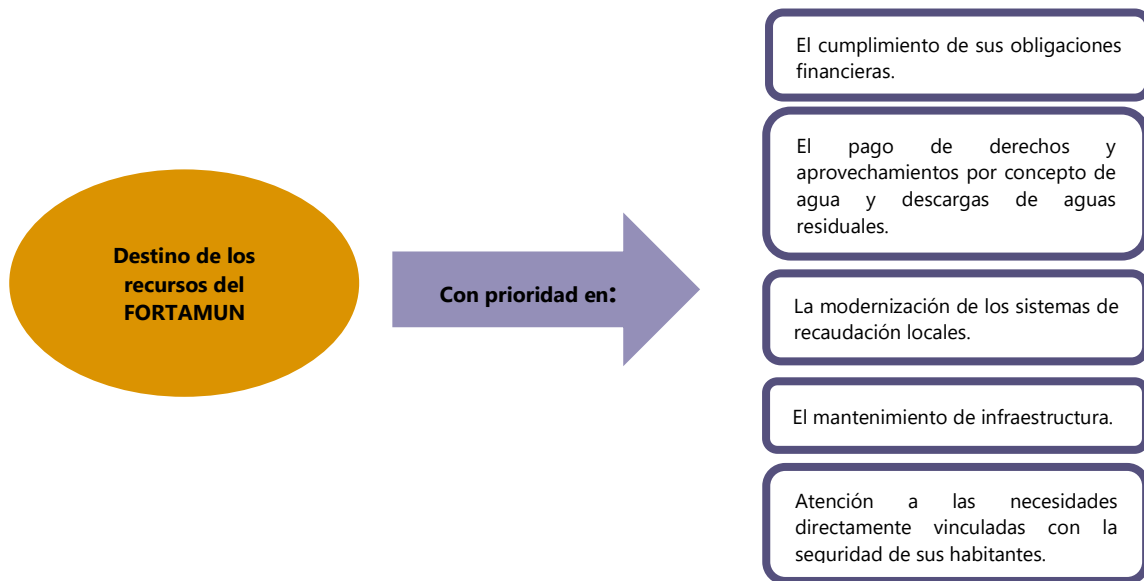 Destino de los
recursos del
FORTAMUN
Con prioridad en:
El cumplimiento de sus obligaciones
financieras.
El pago de derechos y
aprovechamientos por concepto de
agua y descargas de aguas
residuales.
La modernización de los sistemas de
recaudación locales.
El mantenimiento de infraestructura.
Atención a las necesidades
directamente vinculadas con la
seguridad de sus habitantes.